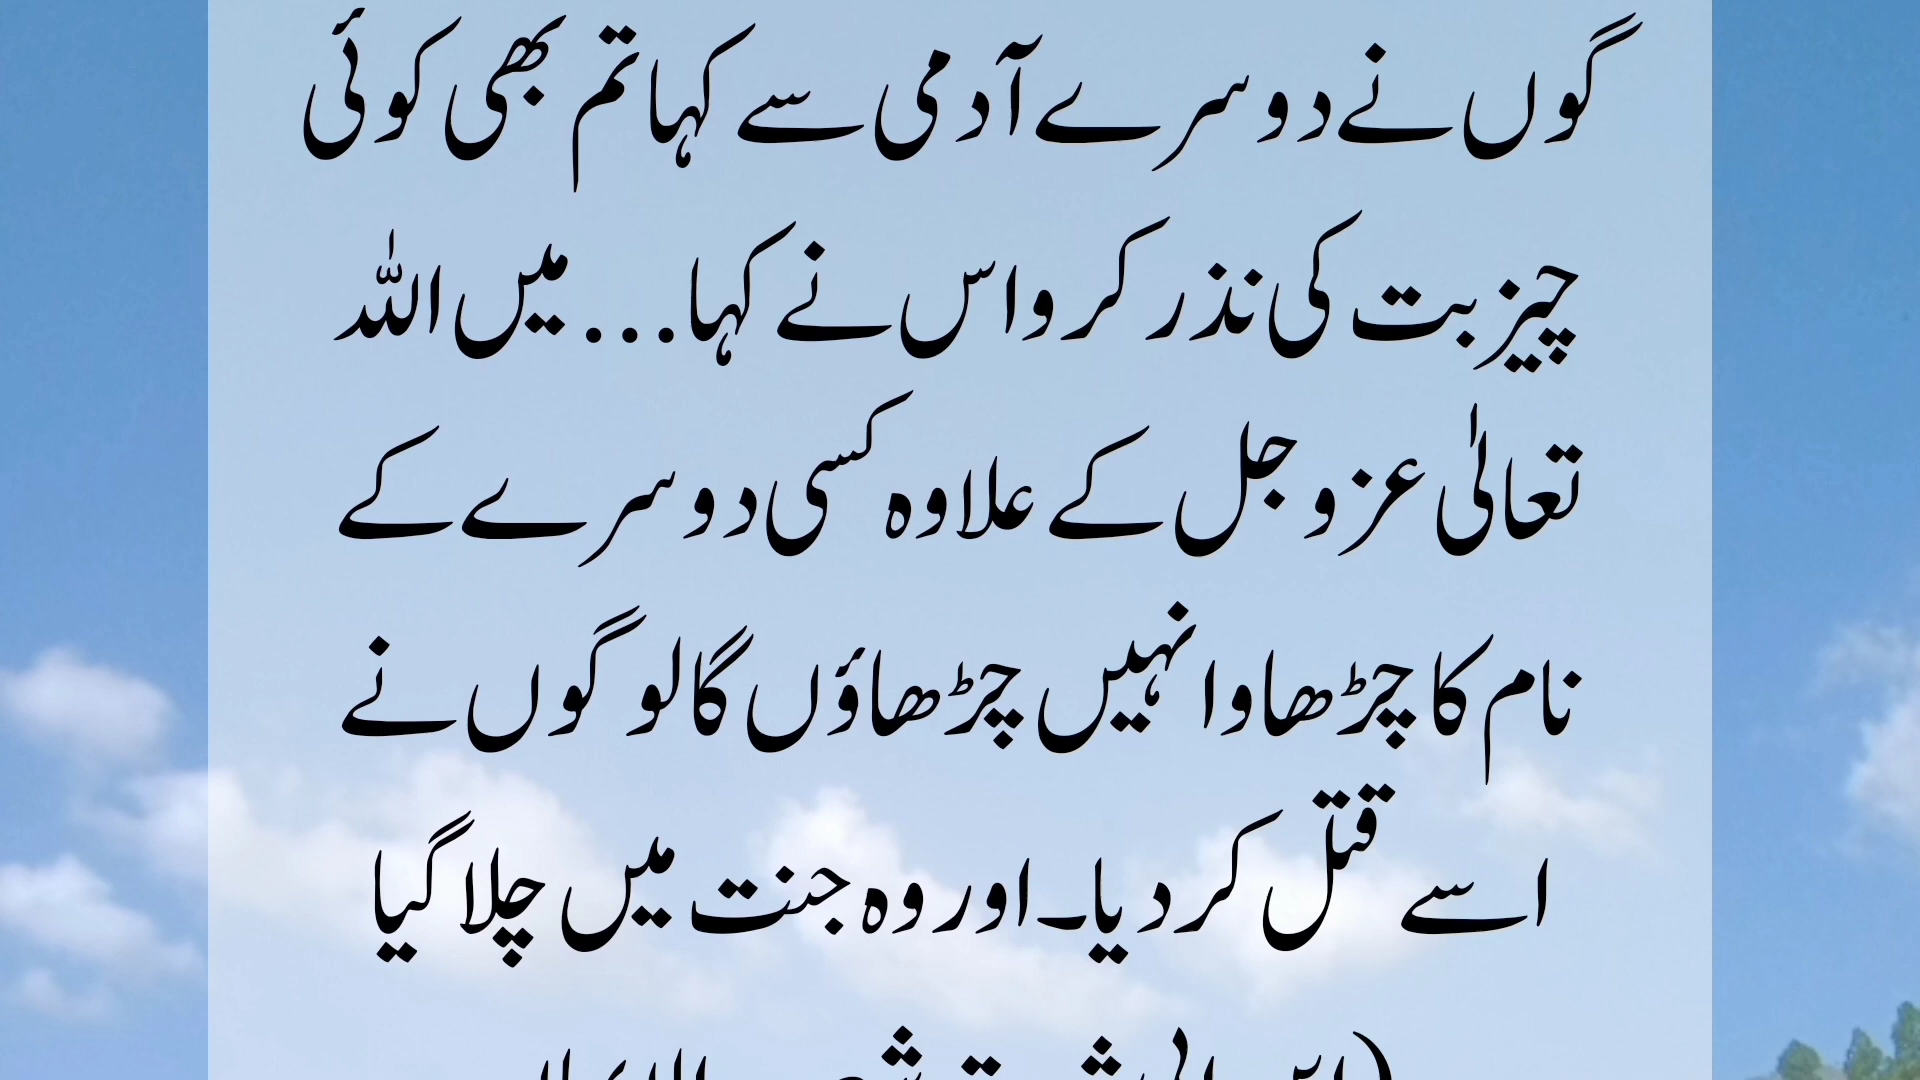 گوں نے دوسرے آدمی سے کہا تم بھی کوئی
چیز بت کی نذر کرو اس نے کہا... میں اللہ
تعالٰی عز و جل کے علاوہ کسی دوسرے کے
نام کا چڑھاوا نہیں چڑھاؤں گا لوگوں نے
اسے قتل کر دیا۔ اور وہ جنت میں چلا گیا